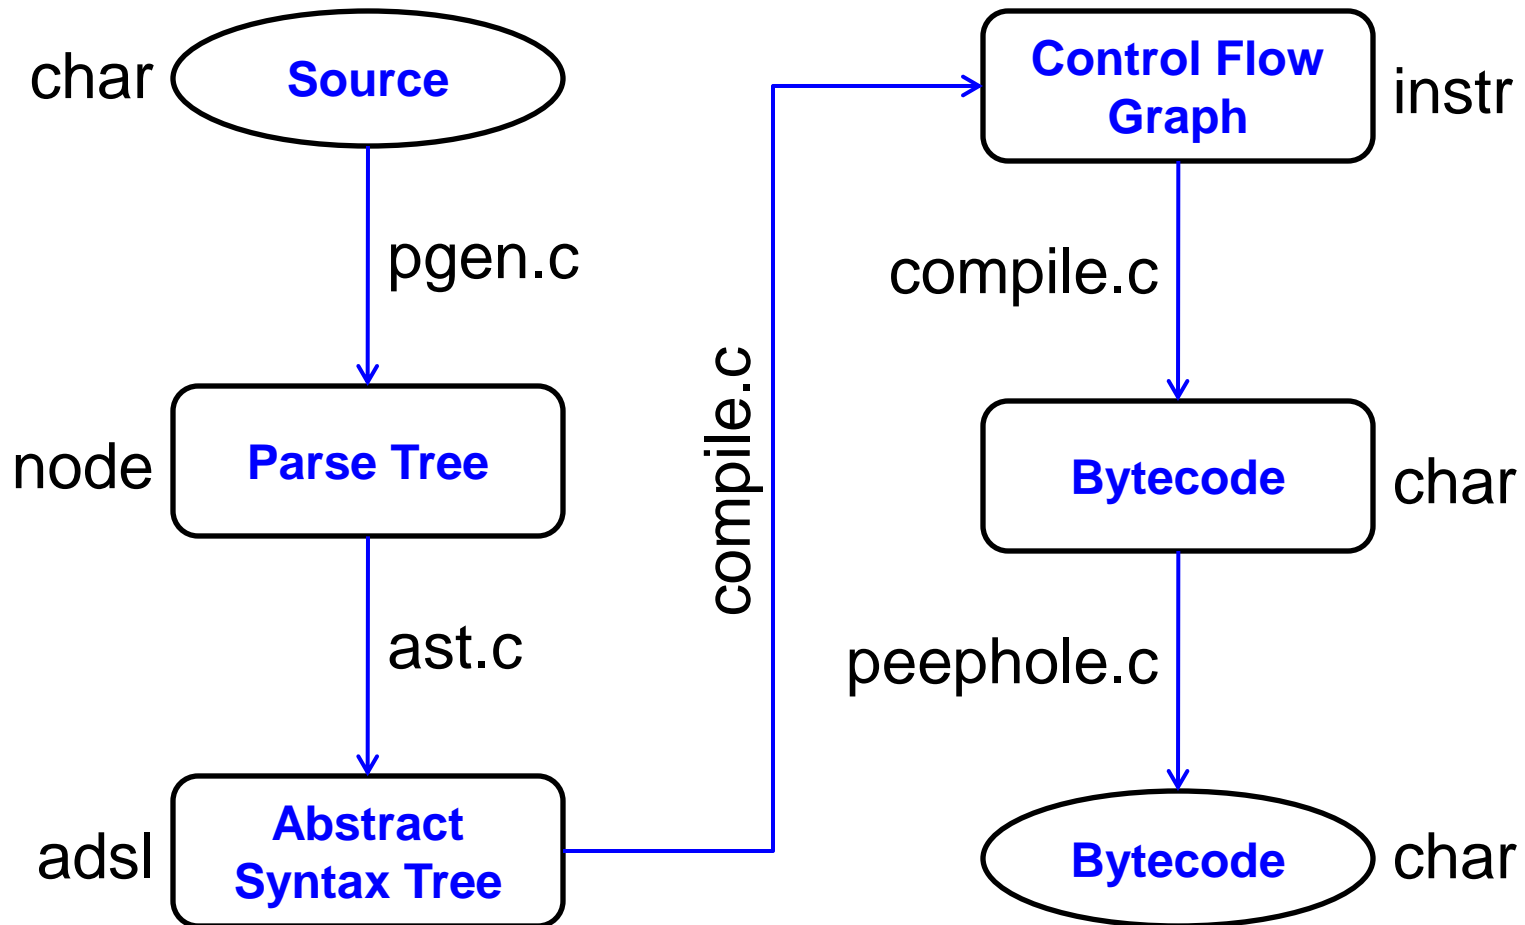 char
Source
pgen.c
node
Parse Tree
ast.c
adsl
Abstract
Syntax Tree
compile.c
Control Flow
Graph
instr
compile.c
Bytecode
char
peephole.c
Bytecode
char